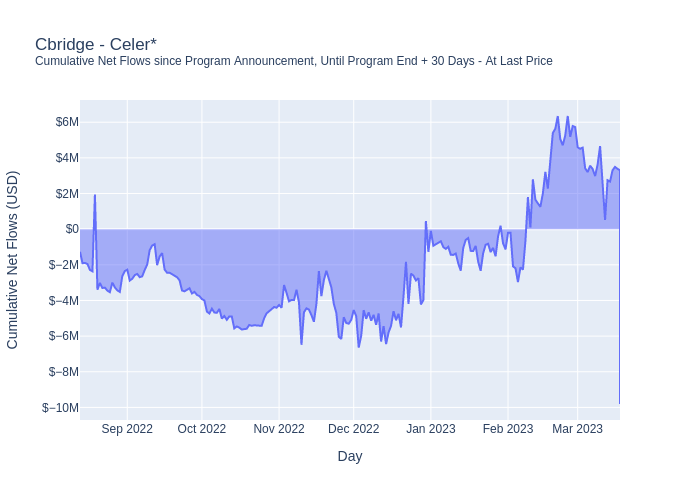 Cbridge - Celer*
Cumulative Net Flows since Program Announcement, Until Program End + 30 Days - At Last Price
Cumulative Net Flows (USD)
$6M
$4M
$2M
$0
$−2M
$−4M
$−6M
$−8M
$−10M
Sep 2022 Oct 2022 Nov 2022 Dec 2022 Jan 2023 Feb 2023 Mar 2023
Day